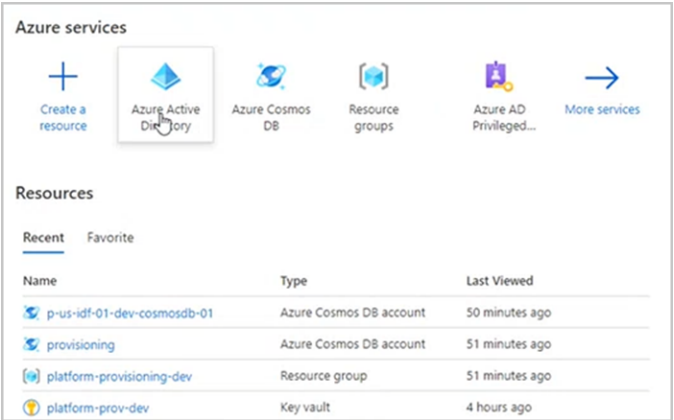 Azure services
Create a resource
Azure Active Directory
Azure Cosmos DB
Resource groups
Azure AD Privileged...
More services
Resources
Recent Favorite
Name Type Last Viewed
p-us-idf-01-dev-cosmosdb-01 Azure Cosmos DB account 50 minutes ago
provisioning Azure Cosmos DB account 51 minutes ago
platform-provisioning-dev Resource group 51 minutes ago
platform-prov-dev Key vault 4 hours ago